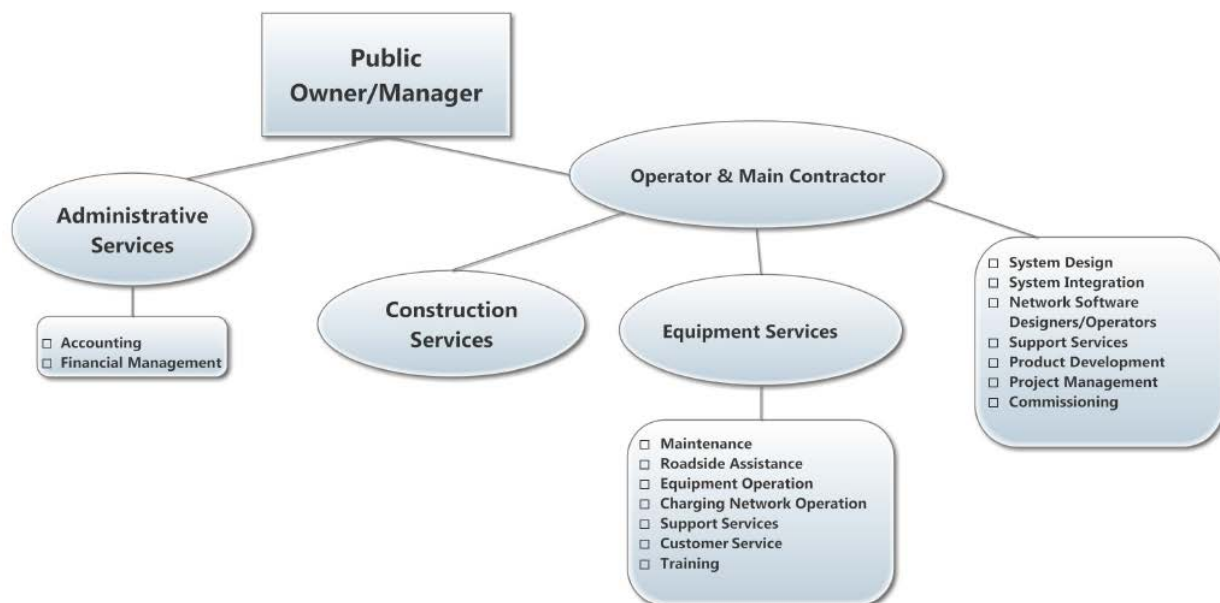 Public
Owner/Manager
Operator & Main Contractor
Administrative
Services
☐ Accounting
☐ Financial Management
Construction
Services
Equipment Services
☐ Maintenance
☐ Roadside Assistance
☐ Equipment Operation
☐ Charging Network Operation
☐ Support Services
☐ Customer Service
☐ Training
☐ System Design
☐ System Integration
☐ Network Software
Designers/Operators
☐ Support Services
☐ Product Development
☐ Project Management
☐ Commissioning